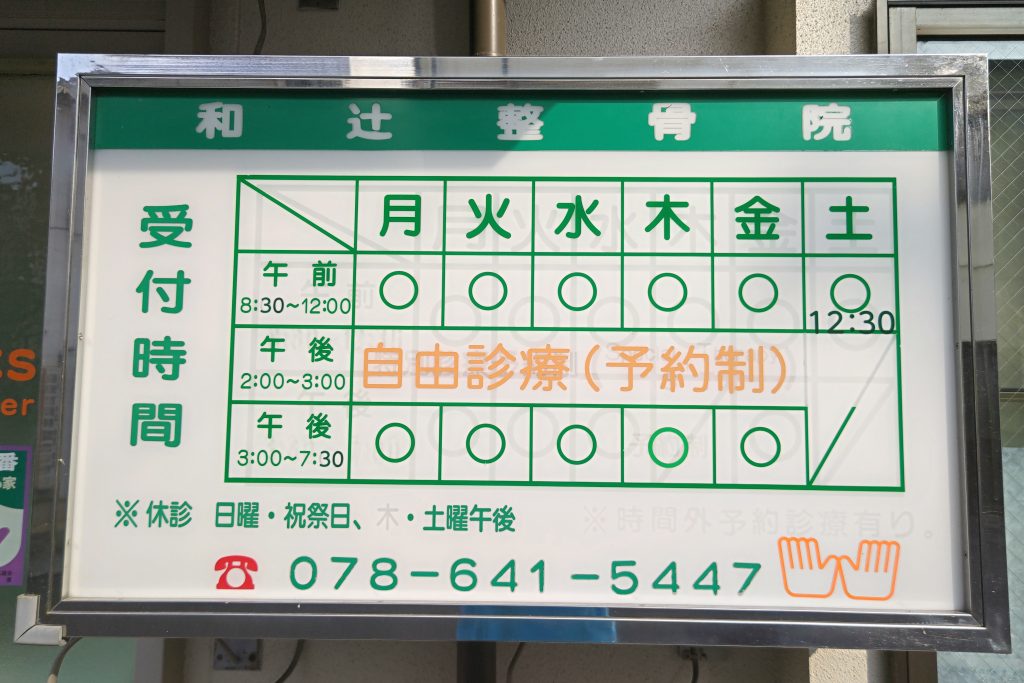 和辻整骨院
受付時間
月 火 水 木 金 土
午前
8:30~12:00 ○ ○ ○ ○ ○ ○
12:30
午後
2:00~3:00 自由診療(予約制)
午後
3:00~7:30 ○ ○ ○ ○ ○
※休診 日曜・祝祭日、木・土曜午後
※時間外予約診療有り。
078-641-5447